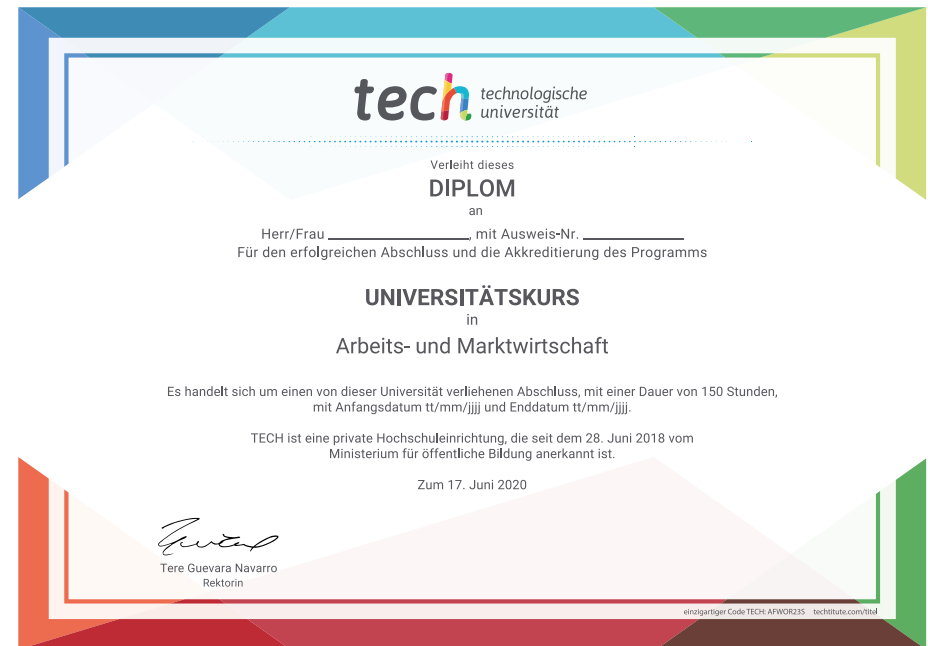 tech technologische
universität
Verleiht dieses
DIPLOM
an
Herr/Frau ____________, mit Ausweis-Nr. ____________
Für den erfolgreichen Abschluss und die Akkreditierung des Programms
UNIVERSITÄTSKURS
in
Arbeits- und Marktwirtschaft
Es handelt sich um einen von dieser Universität verliehenen Abschluss, mit einer Dauer von 150 Stunden,
mit Anfangsdatum tt/mm/jjjj und Enddatum tt/mm/jjjj.
TECH ist eine private Hochschuleinrichtung, die seit dem 28. Juni 2018 vom
Ministerium für öffentliche Bildung anerkannt ist.
Zum 17. Juni 2020
Tere Guevara Navarro
Rektorin
einzigartiger Code TECH: AFWOR235 techtitute.com/titel